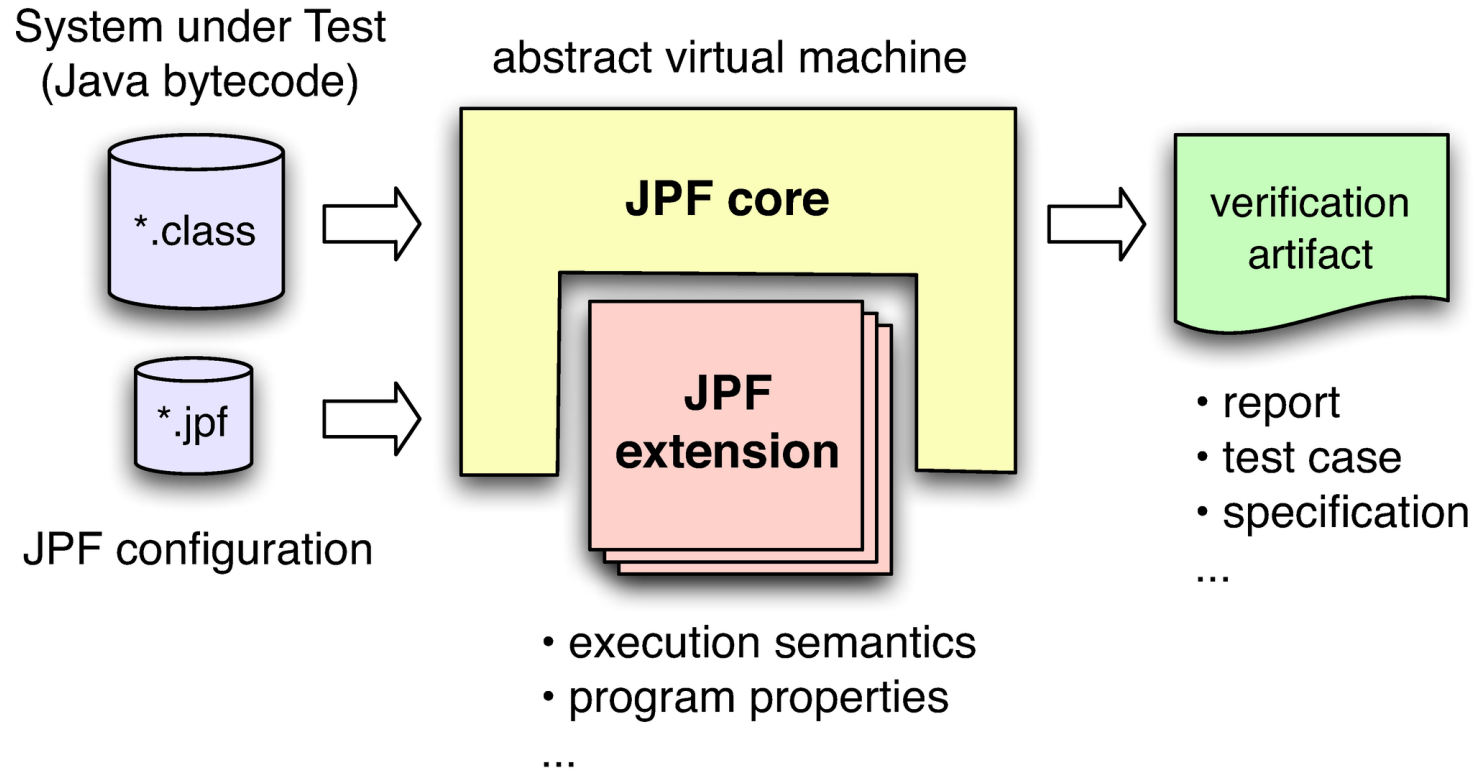 System under Test
(Java bytecode)
abstract virtual machine
*.class
JPF core
verification
artifact
*.jpf
JPF
extension
JPF configuration
• report
• test case
• specification
...
• execution semantics
• program properties
...